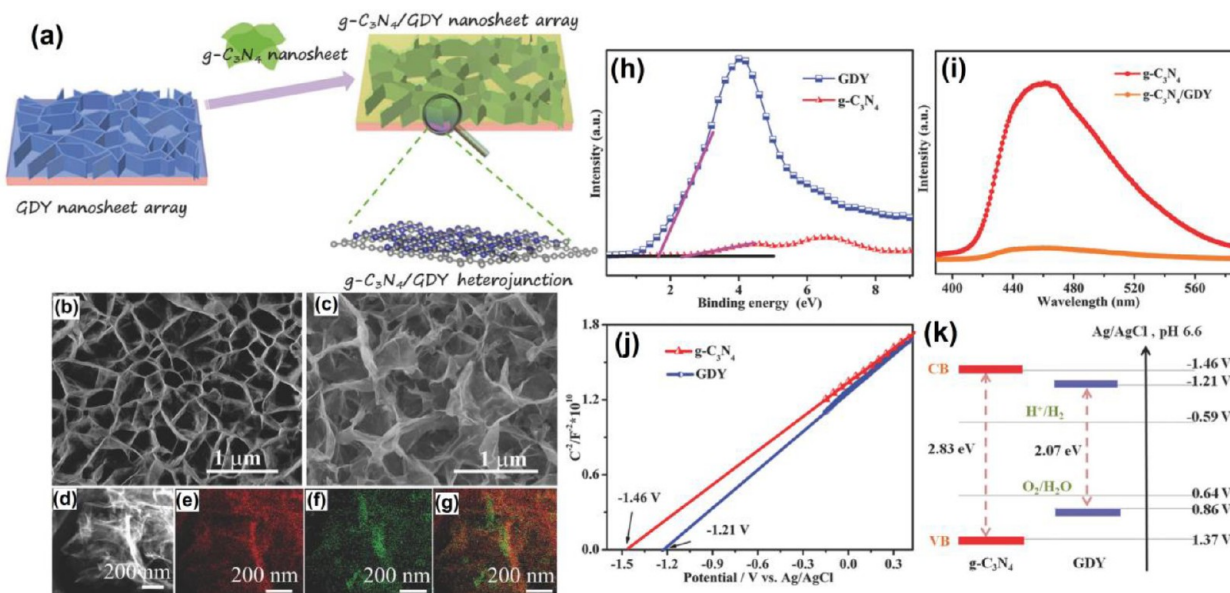 (a)
g-C₃N₄/GDY nanosheet array
g-C₃N₄ nanosheet
GDY nanosheet array
g-C₃N₄/GDY heterojunction
(b)
1 μm
(c)
1 μm
(d)
200 nm
(e)
200 nm
(f)
200 nm
(g)
200 nm
(h)
GDY
g-C₃N₄
Intensity (a.u.)
2 4 6 8
Binding energy (eV)
(i)
g-C₃N₄
g-C₃N₄/GDY
Intensity (a.u.)
400 440 480 520 560
Wavelength (nm)
(j)
g-C₃N₄
GDY
C⁻²/F⁻²*10¹⁰
1.8
1.2
0.6
0.0
-1.46 V
-1.21 V
-1.5 -1.2 -0.9 -0.6 -0.3 0.0 0.3
Potential / V vs. Ag/AgCl
(k)
Ag/AgCl , pH 6.6
CB
-1.46 V
-1.21 V
H⁺/H₂
-0.59 V
2.83 eV
2.07 eV
O₂/H₂O
0.64 V
0.86 V
VB
1.37 V
g-C₃N₄
GDY